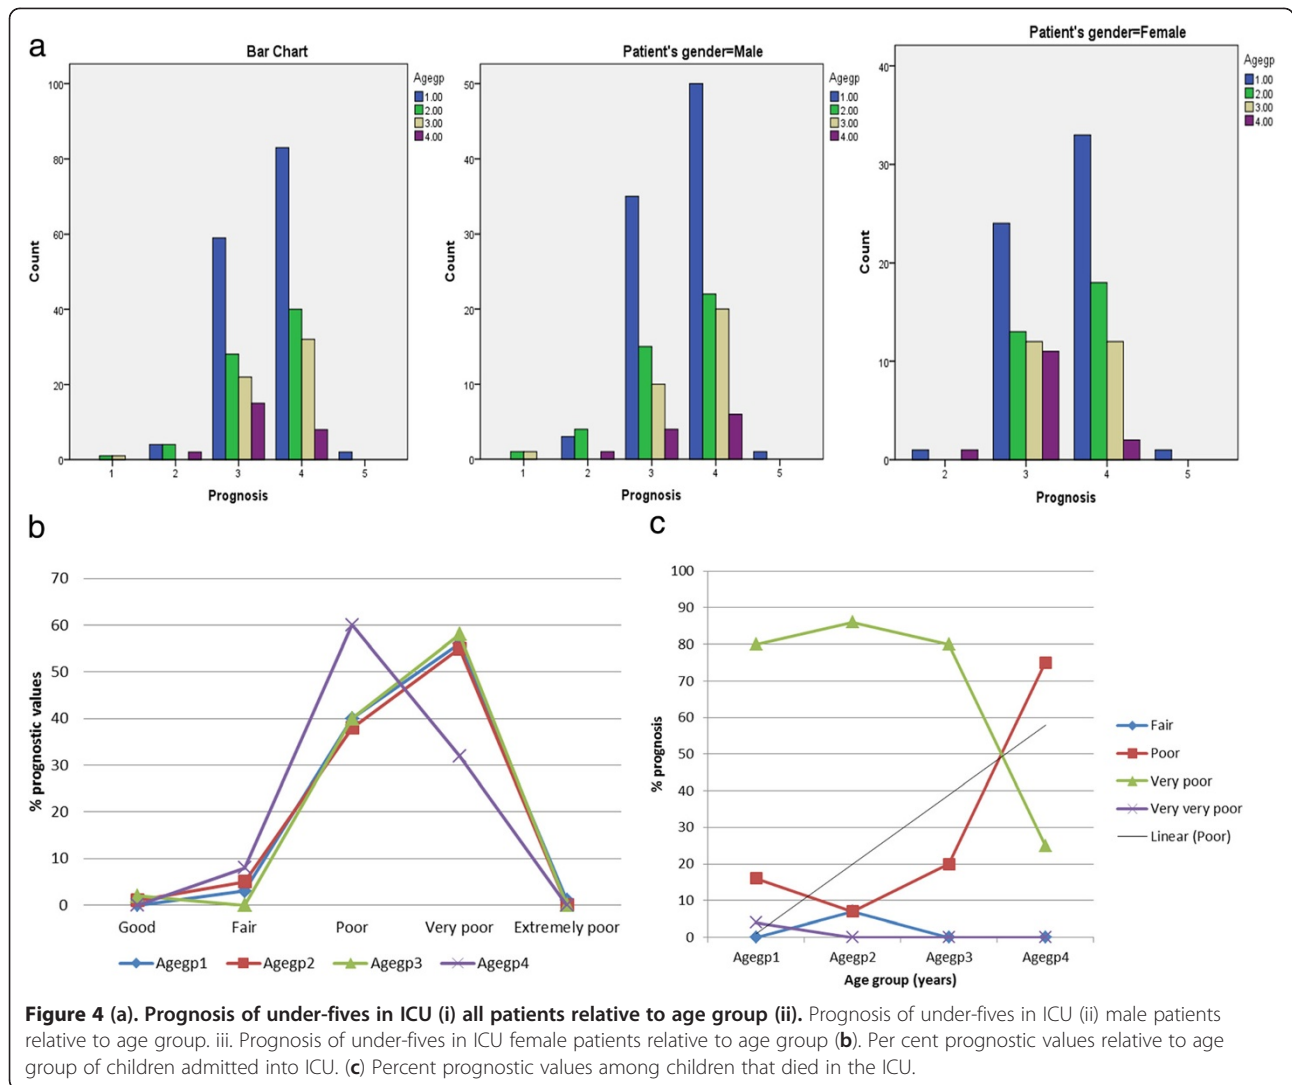 a
Bar Chart
100
80
60
40
20
0
Count
1 2 3 4 5
Prognosis
Agegp
1.00
2.00
3.00
4.00
Patient's gender=Male
50
40
30
20
10
0
Count
1 2 3 4 5
Prognosis
Agegp
1.00
2.00
3.00
4.00
Patient's gender=Female
40
30
20
10
0
Count
2 3 4 5
Prognosis
Agegp
1.00
2.00
3.00
4.00
b
70
60
50
40
30
20
10
0
% prognostic values
Good Fair Poor Very poor Extremely poor
Agegp1 Agegp2 Agegp3 Agegp4
c
100
90
80
70
60
50
40
30
20
10
0
% prognosis
Agegp1 Agegp2 Agegp3 Agegp4
Age group (years)
Fair
Poor
Very poor
Very very poor
Linear (Poor)
Figure 4 (a). Prognosis of under-fives in ICU (i) all patients relative to age group (ii). Prognosis of under-fives in ICU (ii) male patients
relative to age group. iii. Prognosis of under-fives in ICU female patients relative to age group (b). Per cent prognostic values relative to age
group of children admitted into ICU. (c) Percent prognostic values among children that died in the ICU.